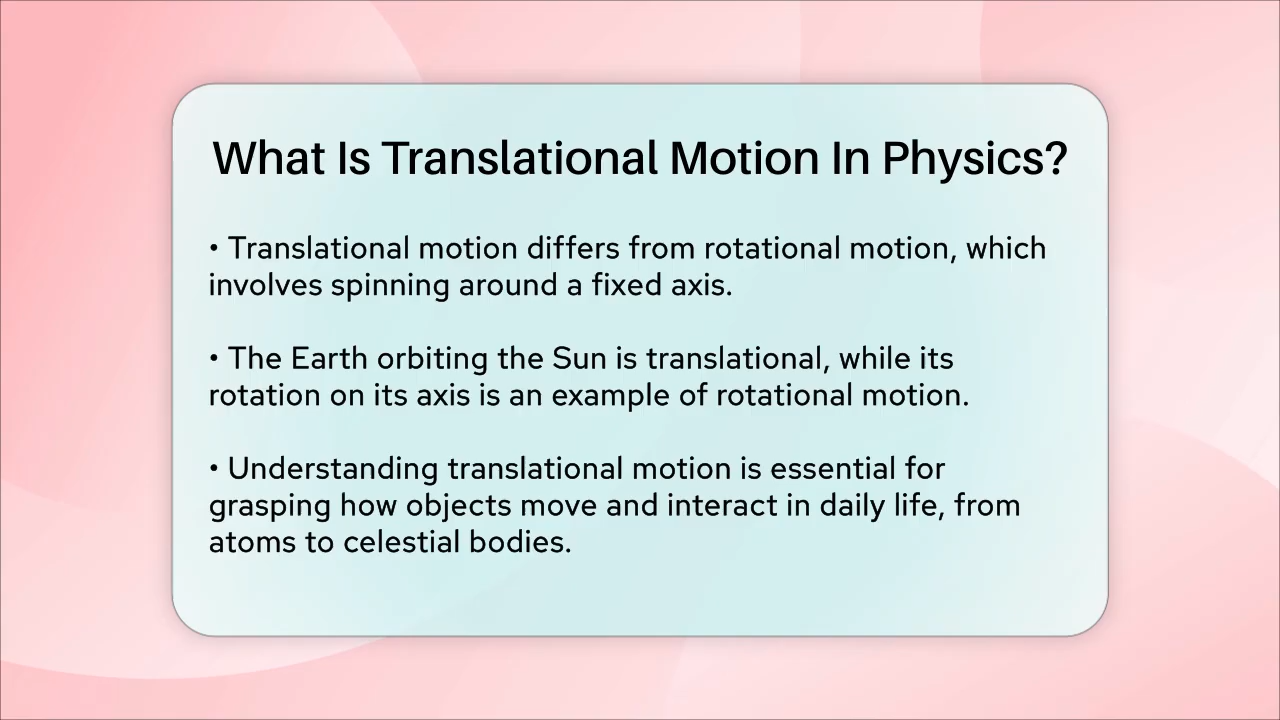 What Is Translational Motion In Physics?
• Translational motion differs from rotational motion, which
involves spinning around a fixed axis.
• The Earth orbiting the Sun is translational, while its
rotation on its axis is an example of rotational motion.
• Understanding translational motion is essential for
grasping how objects move and interact in daily life, from
atoms to celestial bodies.